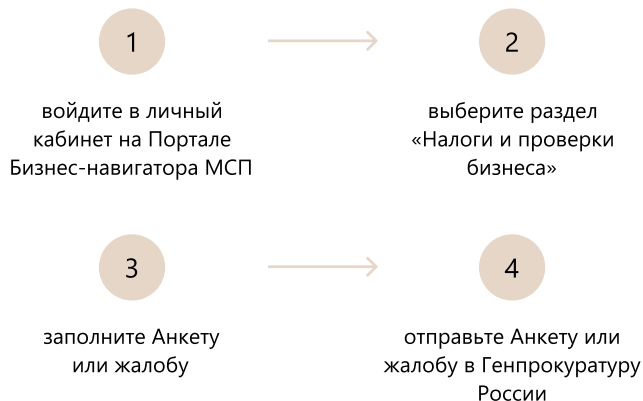 1
войдите в личный
кабинет на Портале
Бизнес-навигатора МСП
2
выберите раздел
«Налоги и проверки
бизнеса»
3
заполните Анкету
или жалобу
4
отправьте Анкету или
жалобу в Генпрокуратуру
России